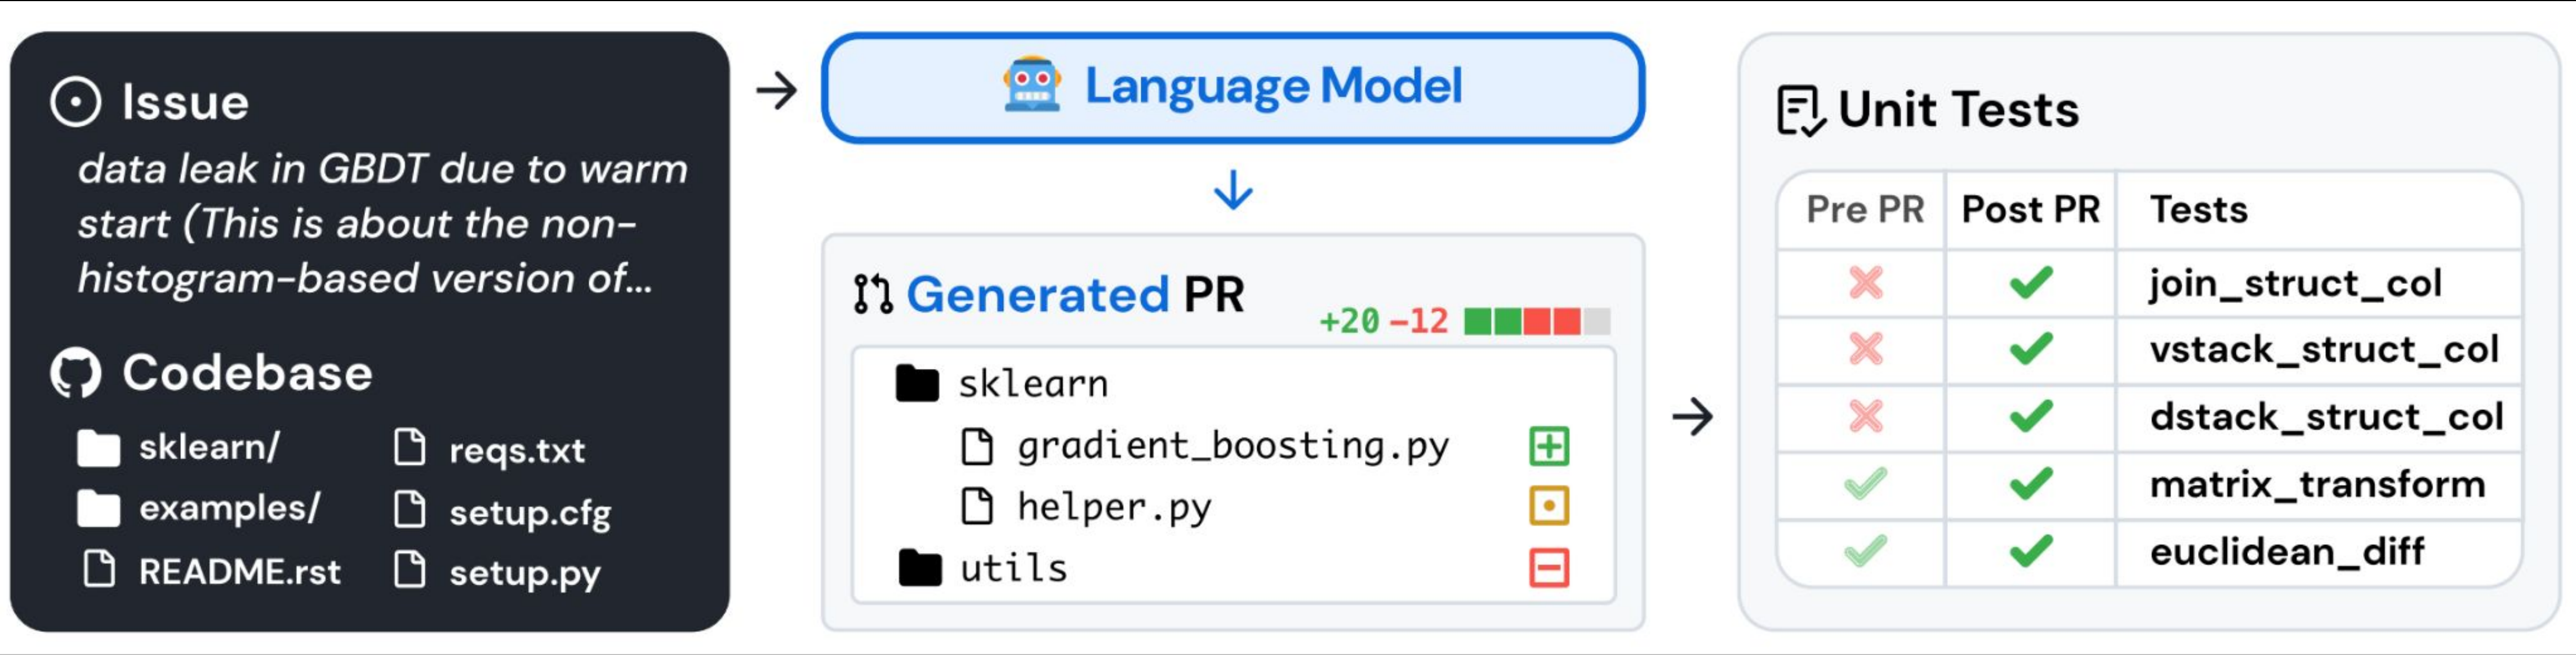 Issue
data leak in GBDT due to warm
start (This is about the non-
histogram-based version of...
Codebase
sklearn/
reqs.txt
examples/
setup.cfg
README.rst
setup.py
Language Model
Generated PR
+20 -12
sklearn
gradient_boosting.py
helper.py
utils
Unit Tests
Pre PR Post PR Tests
join_struct_col
vstack_struct_col
dstack_struct_col
matrix_transform
euclidean_diff